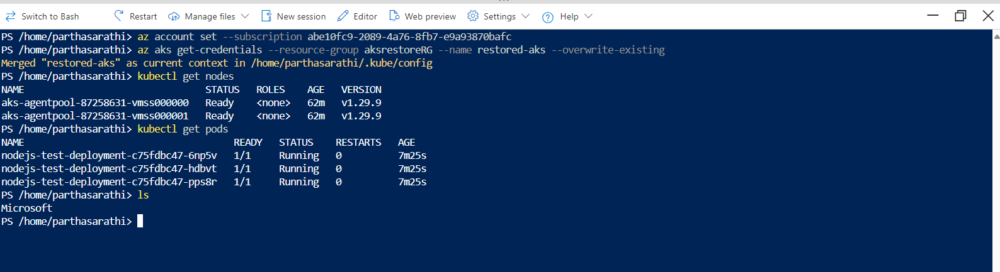 Switch to Bash Restart Manage files New session Editor Web preview Settings Help
PS /home/parthasarathi> az account set --subscription abe10fc9-2089-4a76-8fb7-e9a93870bafc
PS /home/parthasarathi> az aks get-credentials --resource-group aksrestoreRG --name restored-aks --overwrite-existing
Merged "restored-aks" as current context in /home/parthasarathi/.kube/config
PS /home/parthasarathi> kubectl get nodes
NAME STATUS ROLES AGE VERSION
aks-agentpool-87258631-vmss000000 Ready <none> 62m v1.29.9
aks-agentpool-87258631-vmss000001 Ready <none> 62m v1.29.9
PS /home/parthasarathi> kubectl get pods
NAME READY STATUS RESTARTS AGE
nodejs-test-deployment-c75fdbc47-6np5v 1/1 Running 0 7m25s
nodejs-test-deployment-c75fdbc47-hdbvt 1/1 Running 0 7m25s
nodejs-test-deployment-c75fdbc47-pps8r 1/1 Running 0 7m25s
PS /home/parthasarathi> ls
Microsoft
PS /home/parthasarathi>